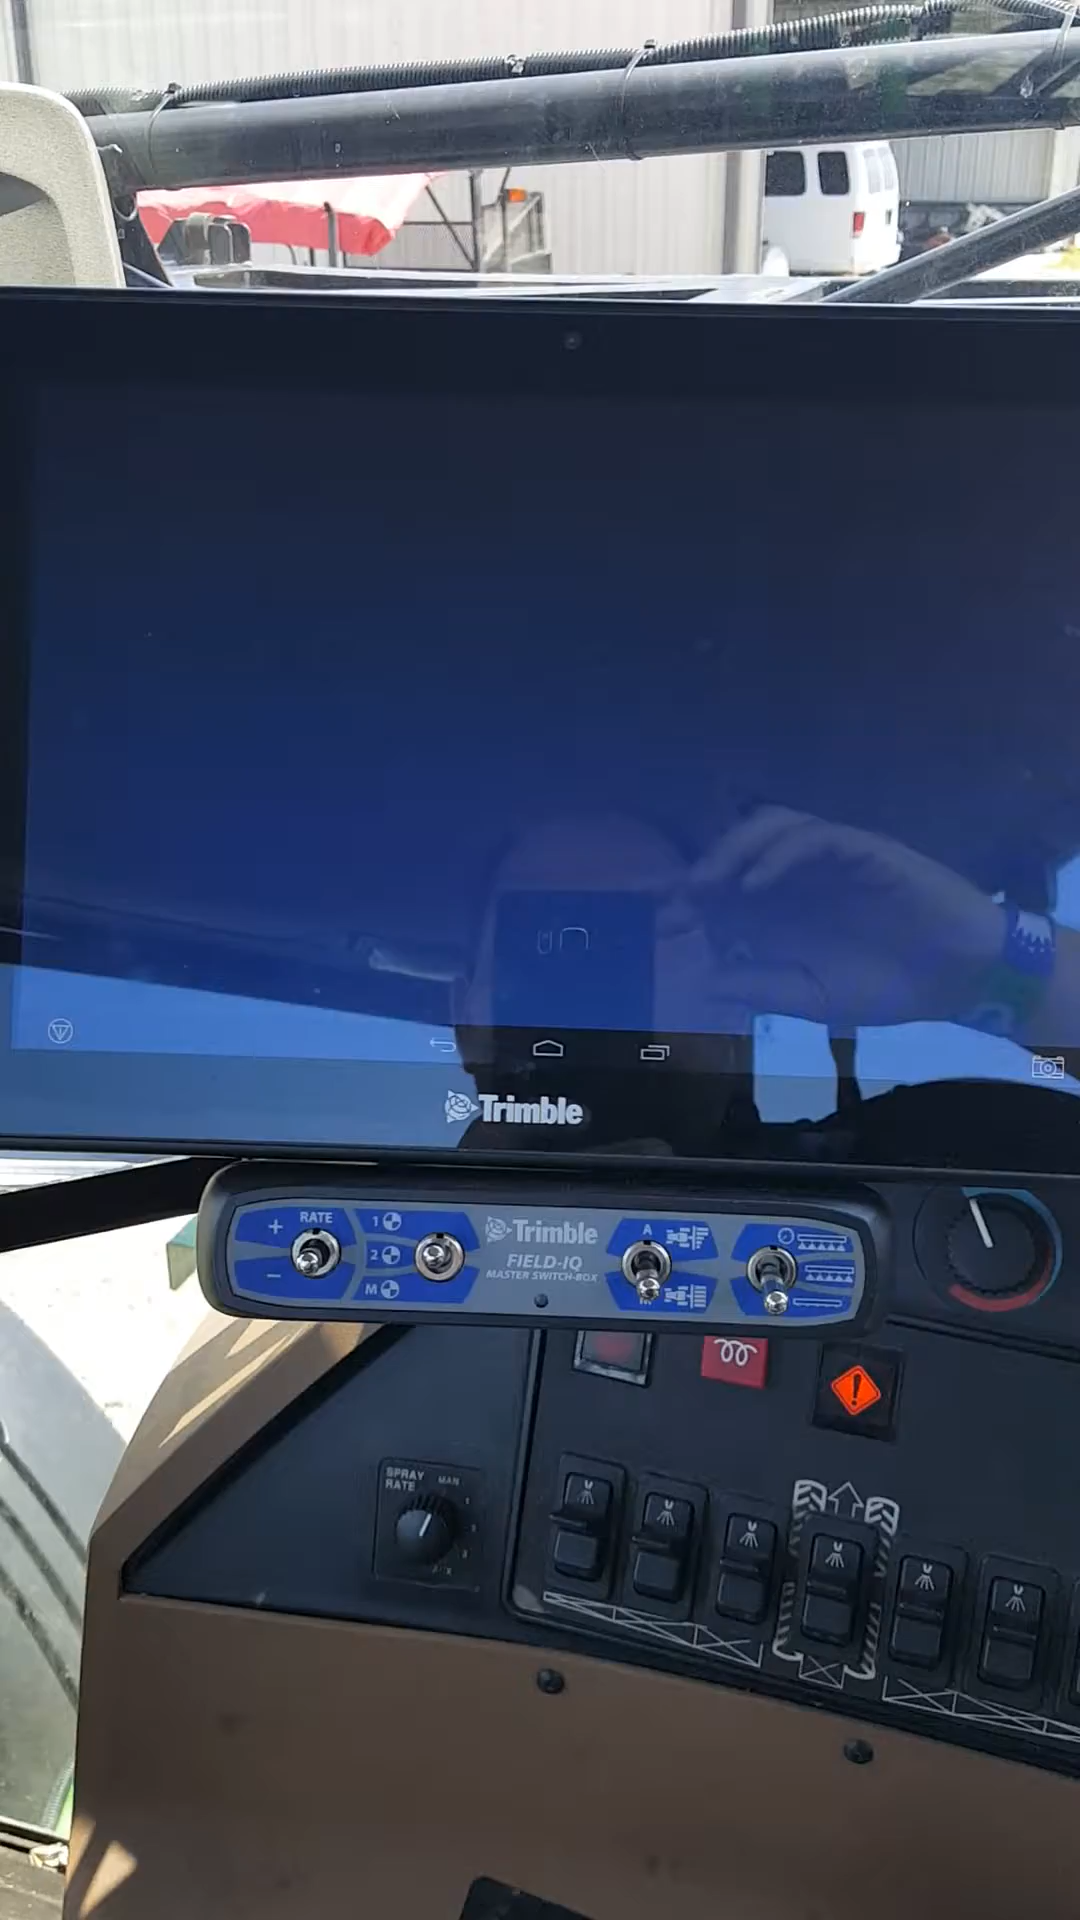 Trimble
RATE
+
−
1
2
M
Trimble
FIELD-IQ
MASTER SWITCH-BOX
A
SPRAY
RATE
MAN